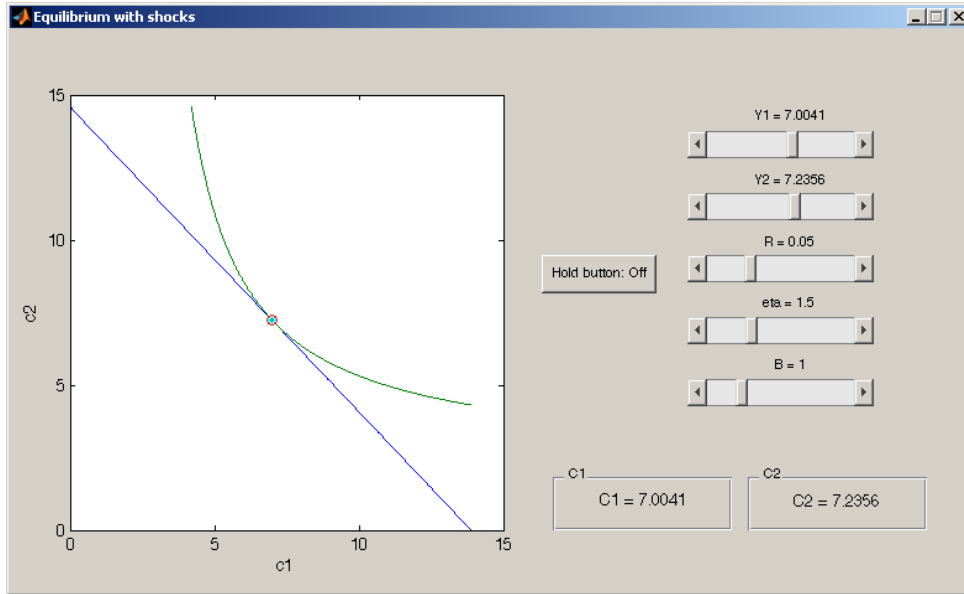 Equilibrium with shocks
15
10
5
0
0 5 10 15
c2
c1
Hold button: Off
Y1 = 7.0041
Y2 = 7.2356
R = 0.05
eta = 1.5
B = 1
C1
C1 = 7.0041
C2
C2 = 7.2356